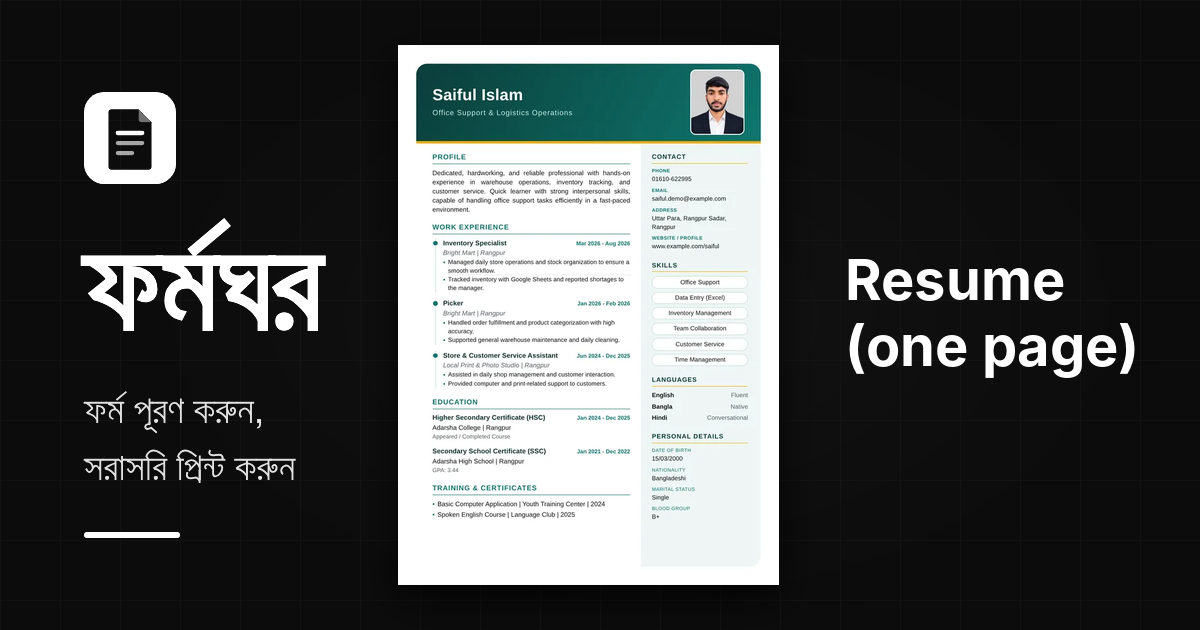 ফর্মঘর
ফর্ম পূরণ করুন,
সরাসরি প্রিন্ট করুন
Saiful Islam
Office Support & Logistics Operations
PROFILE
Dedicated, hardworking, and reliable professional with hands-on
experience in warehouse operations, inventory tracking, and
customer service. Quick learner with strong interpersonal skills,
capable of handling office support tasks efficiently in a fast-paced
environment.
WORK EXPERIENCE
Inventory Specialist Mar 2026 - Aug 2026
Bright Mart | Rangpur
• Managed daily store operations and stock organization to ensure a
smooth workflow.
• Tracked inventory with Google Sheets and reported shortages to
the manager.
Picker Jan 2026 - Feb 2026
Bright Mart | Rangpur
• Handled order fulfillment and product categorization with high
accuracy.
• Supported general warehouse maintenance and daily cleaning.
Store & Customer Service Assistant Jun 2024 - Dec 2025
Local Print & Photo Studio | Rangpur
• Assisted in daily shop management and customer interaction.
• Provided computer and print-related support to customers.
EDUCATION
Higher Secondary Certificate (HSC) Jan 2024 - Dec 2025
Adarsha College | Rangpur
Appeared / Completed Course
Secondary School Certificate (SSC) Jan 2021 - Dec 2022
Adarsha High School | Rangpur
GPA: 3.44
TRAINING & CERTIFICATES
• Basic Computer Application | Youth Training Center | 2024
• Spoken English Course | Language Club | 2025
CONTACT
PHONE
01610-622995
EMAIL
saiful.demo@example.com
ADDRESS
Uttar Para, Rangpur Sadar,
Rangpur
WEBSITE / PROFILE
www.example.com/saiful
SKILLS
Office Support
Data Entry (Excel)
Inventory Management
Team Collaboration
Customer Service
Time Management
LANGUAGES
English Fluent
Bangla Native
Hindi Conversational
PERSONAL DETAILS
DATE OF BIRTH
15/03/2000
NATIONALITY
Bangladeshi
MARITAL STATUS
Single
BLOOD GROUP
B+
Resume
(one page)